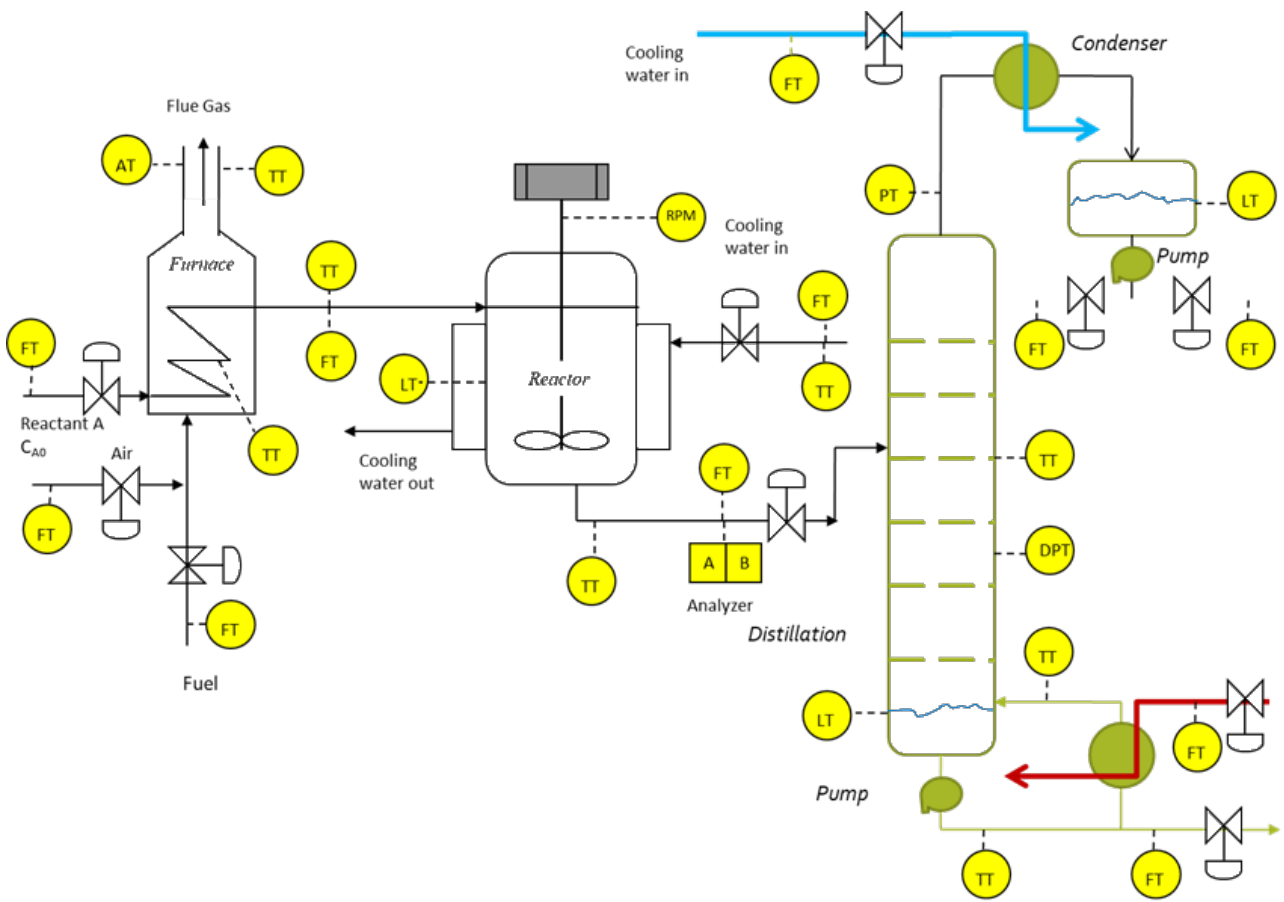 Cooling
water in
FT
Condenser
Flue Gas
AT
TT
PT
LT
RPM
Cooling
water in
Pump
Furnace
TT
FT
FT
FT
FT
FT
LT
Reactor
TT
Reactant A
CA0
Air
TT
Cooling
water out
FT
TT
FT
DPT
A B
TT
Analyzer
FT
Distillation
TT
Fuel
LT
FT
Pump
TT
FT